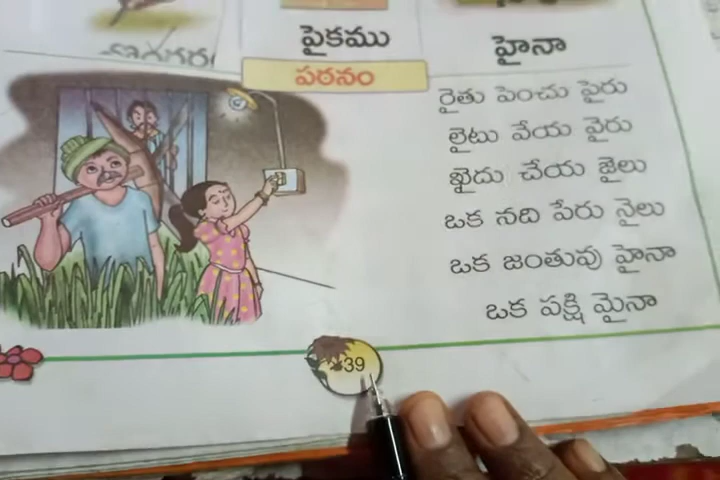 పైకము
హైనా
పఠనం
రైతు పెంచు పైరు
లైటు వేయ వైరు
ఖైదు చేయ జైలు
ఒక నది పేరు నైలు
ఒక జంతువు హైనా
ఒక పక్షి మైనా
39